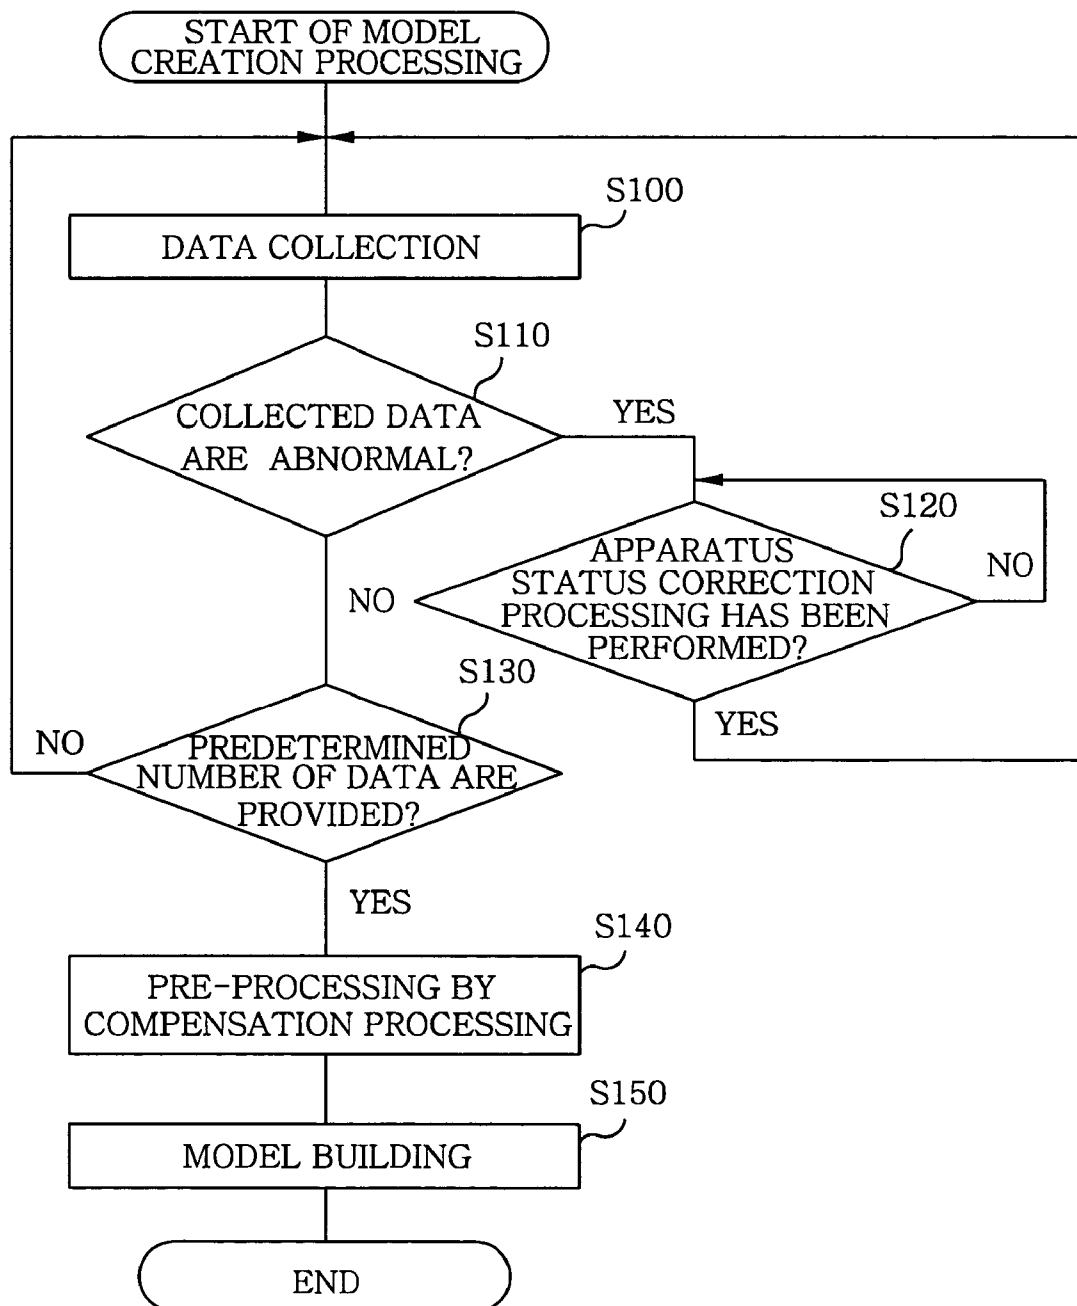 START OF MODEL
CREATION PROCESSING
S100
DATA COLLECTION
S110
COLLECTED DATA
ARE ABNORMAL?
YES
S120
APPARATUS
STATUS CORRECTION
PROCESSING HAS BEEN
PERFORMED?
NO
NO
YES
S130
PREDETERMINED
NUMBER OF DATA ARE
PROVIDED?
NO
YES
S140
PRE-PROCESSING BY
COMPENSATION PROCESSING
S150
MODEL BUILDING
END